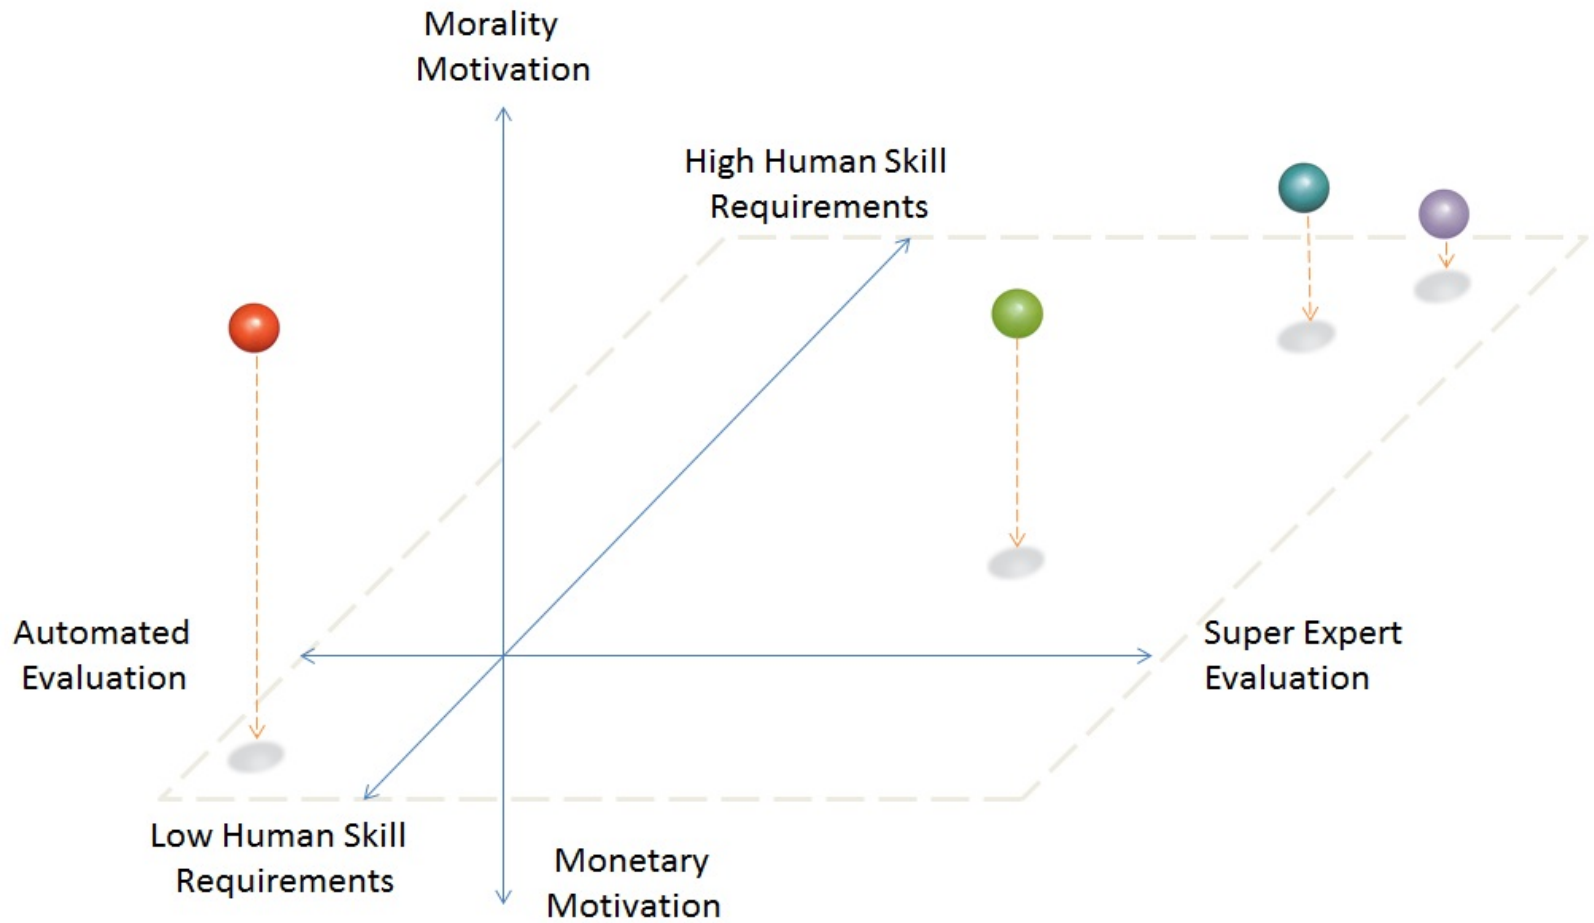 Morality
Motivation
High Human Skill
Requirements
Automated
Evaluation
Super Expert
Evaluation
Low Human Skill
Requirements
Monetary
Motivation